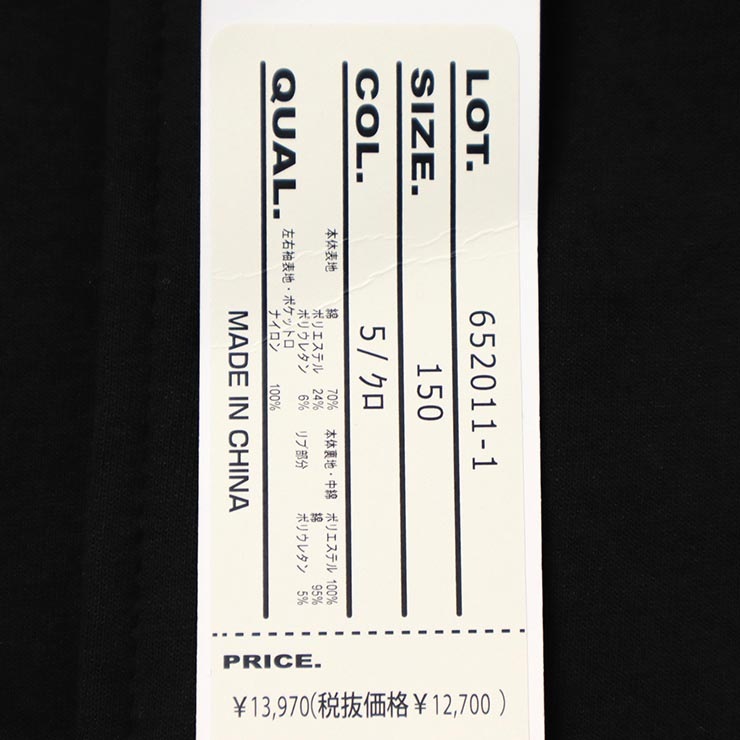 LOT. 652011-1
SIZE. 150
COL. 5/クロ
QUAL.
本体表地 綿 70% 本体裏地・中綿 ポリエステル 100%
ポリエステル 24% リブ部分 綿 95%
ポリウレタン 6% ポリウレタン 5%
左右袖表地・ポケット口
ナイロン 100%
MADE IN CHINA
PRICE.
¥13,970(税抜価格¥12,700 )